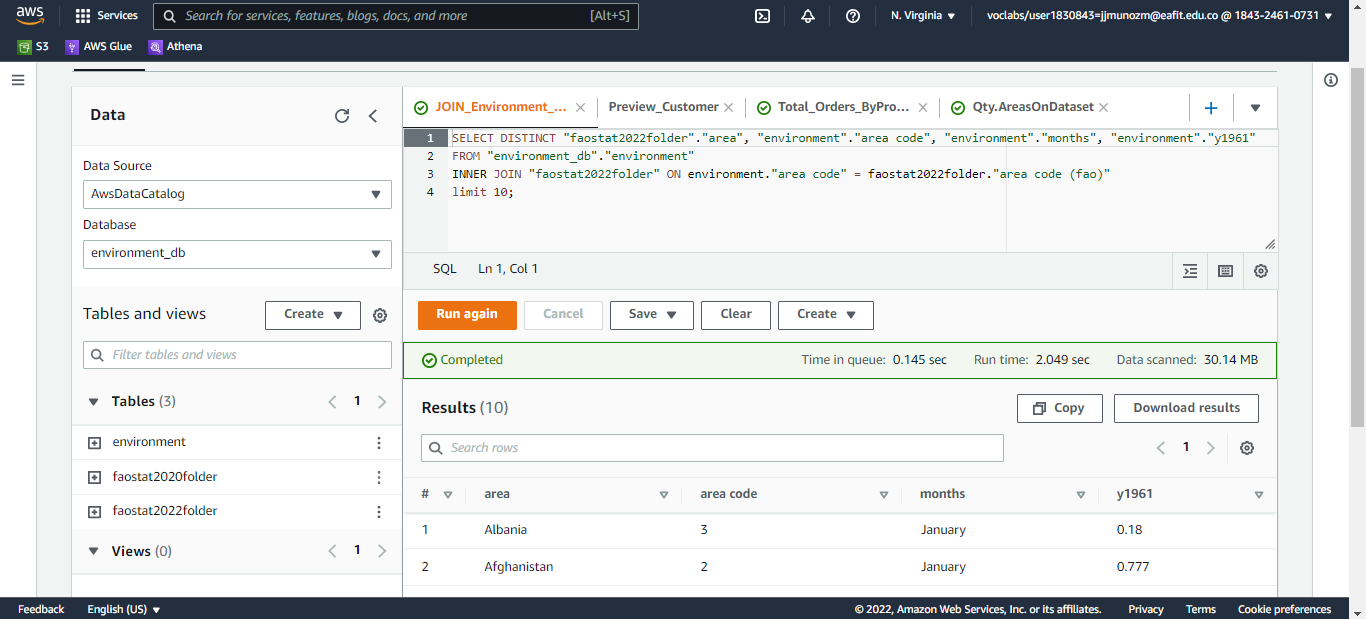 aws
Services
Search for services, features, blogs, docs, and more
[Alt+S]
N. Virginia
voclabs/user1830843=jjmunozm@eafit.edu.co @ 1843-2461-0731
S3
AWS Glue
Athena
Data
Data Source
AwsDataCatalog
Database
environment_db
Tables and views
Create
Filter tables and views
Tables (3)
1
environment
faostat2020folder
faostat2022folder
Views (0)
1
JOIN_Environment_...
Preview_Customer
Total_Orders_ByPro...
Qty.AreasOnDataset
1 SELECT DISTINCT "faostat2022folder"."area", "environment"."area code", "environment"."months", "environment"."y1961"
2 FROM "environment_db"."environment"
3 INNER JOIN "faostat2022folder" ON environment."area code" = faostat2022folder."area code (fao)"
4 limit 10;
SQL Ln 1, Col 1
Run again
Cancel
Save
Clear
Create
Completed
Time in queue: 0.145 sec
Run time: 2.049 sec
Data scanned: 30.14 MB
Results (10)
Copy
Download results
Search rows
1
# area area code months y1961
1 Albania 3 January 0.18
2 Afghanistan 2 January 0.777
Feedback
English (US)
© 2022, Amazon Web Services, Inc. or its affiliates.
Privacy
Terms
Cookie preferences